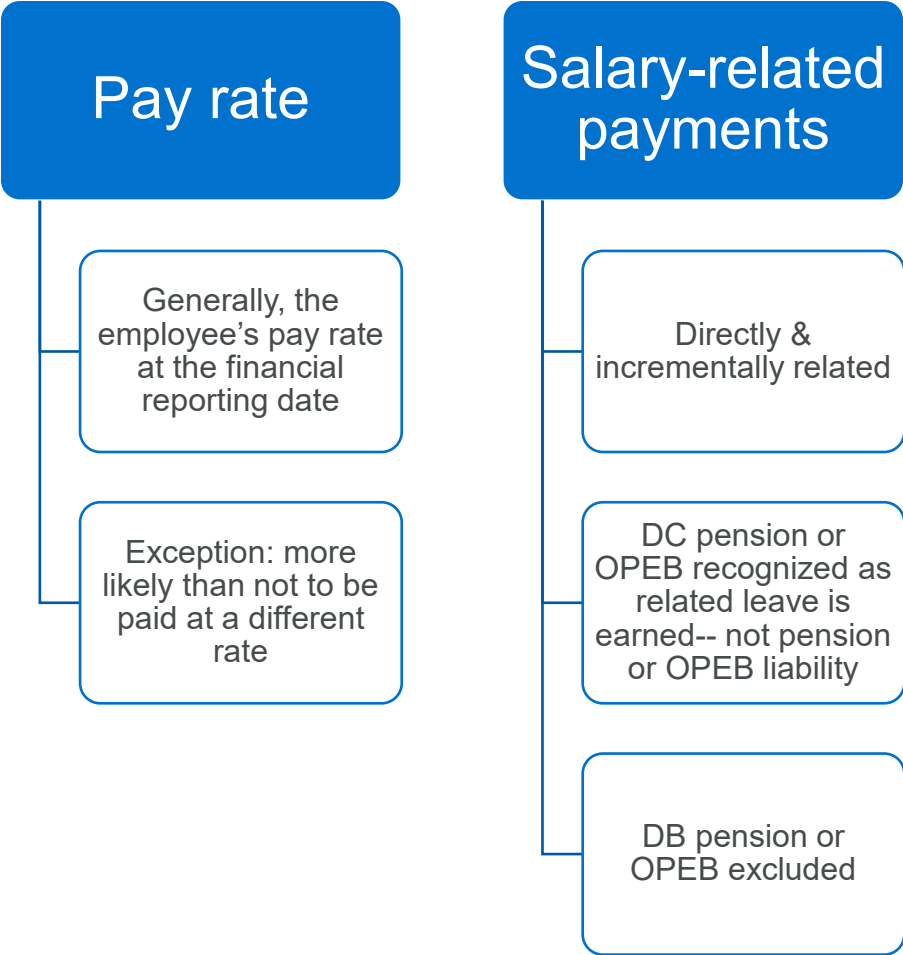 Pay rate
Generally, the
employee’s pay rate
at the financial
reporting date
Exception: more
likely than not to be
paid at a different
rate
Salary-related
payments
Directly &
incrementally related
DC pension or
OPEB recognized as
related leave is
earned-- not pension
or OPEB liability
DB pension or
OPEB excluded